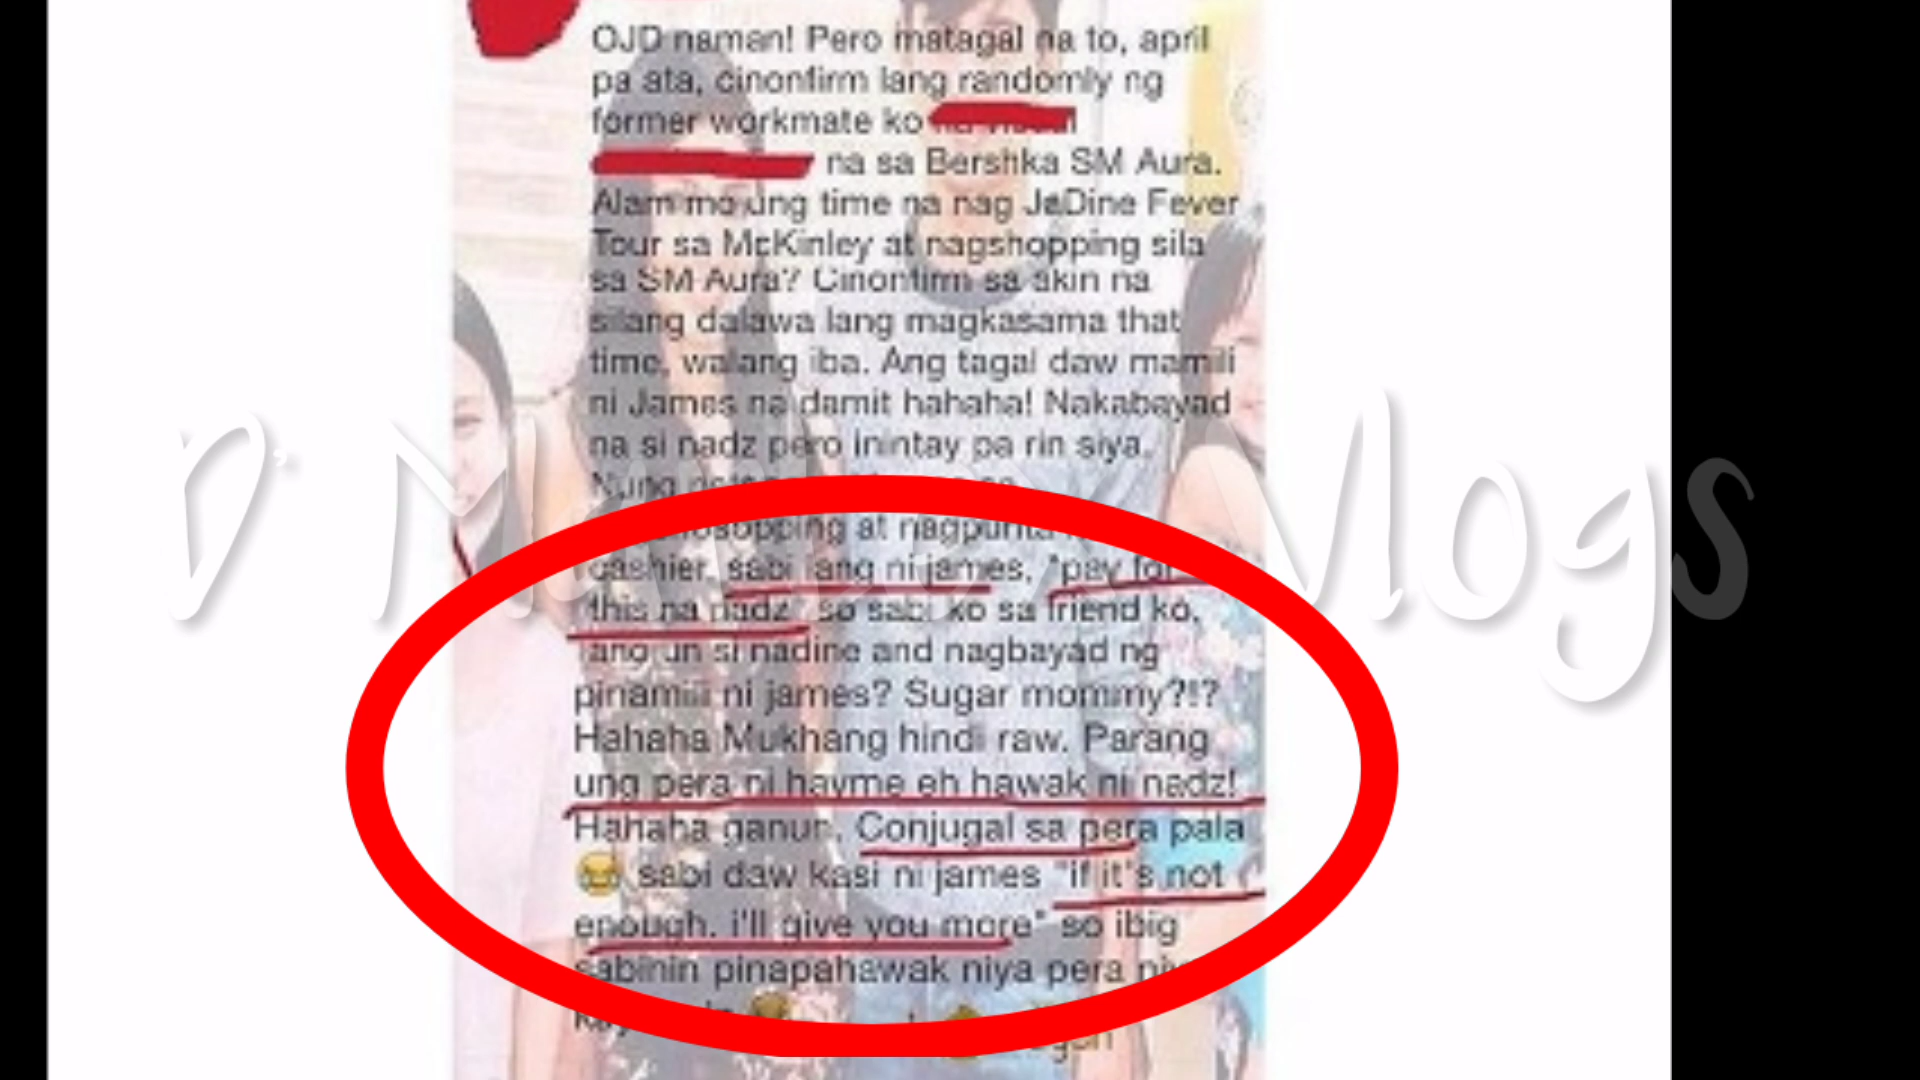 OJD naman! Pero matagal na to, april
pa ata, cinonfirm lang randomly ng
former workmate ko
na sa Bershka SM Aura.
Alam mo ung time na nag JaDine Fever
Tour sa McKinley at nagshopping sila
sa SM Aura? Cinonfirm sa akin na
silang dalawa lang magkasama that
time, walang iba. Ang tagal daw mamili
ni James na damit hahaha! Nakabayad
na si nadz pero inintay pa rin siya.
Nung
at
cashier, sabi lang ni james, "pay for
this na nadz" so sabi ko sa friend ko,
un si nadine and nagbayad ng
pinamili ni james? Sugar mommy?!?
Hahaha Mukhang hindi raw. Parang
ung pera ni hayme eh hawak ni nadz!
Hahaha ganun. Conjugal sa pera pala
😂 sabi daw kasi ni james "if it's not
enough, i'll give you more" so ibig
sabihin pinapahawak niya pera
D' Vlogs